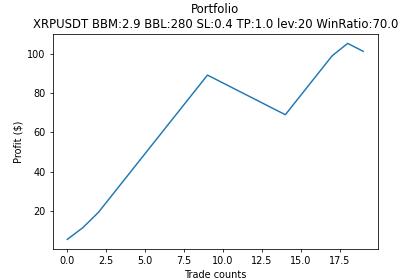 Portfolio
XRPUSDT BBM:2.9 BBL:280 SL:0.4 TP:1.0 lev:20 WinRatio:70.0
100
80
60
40
20
Profit ($)
0.0 2.5 5.0 7.5 10.0 12.5 15.0 17.5
Trade counts